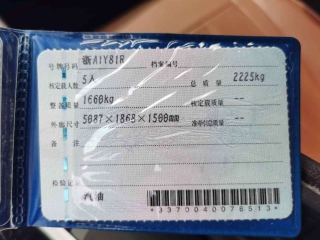 号牌号码 浙A1Y81R 档案编号
核定载人数 5人 总质量 2225kg
整备质量 1660kg 核定载质量 --
外廓尺寸 5087×1868×1500mm 准牵引总质量 --
备注
检验记录
汽油
*3370040076513*